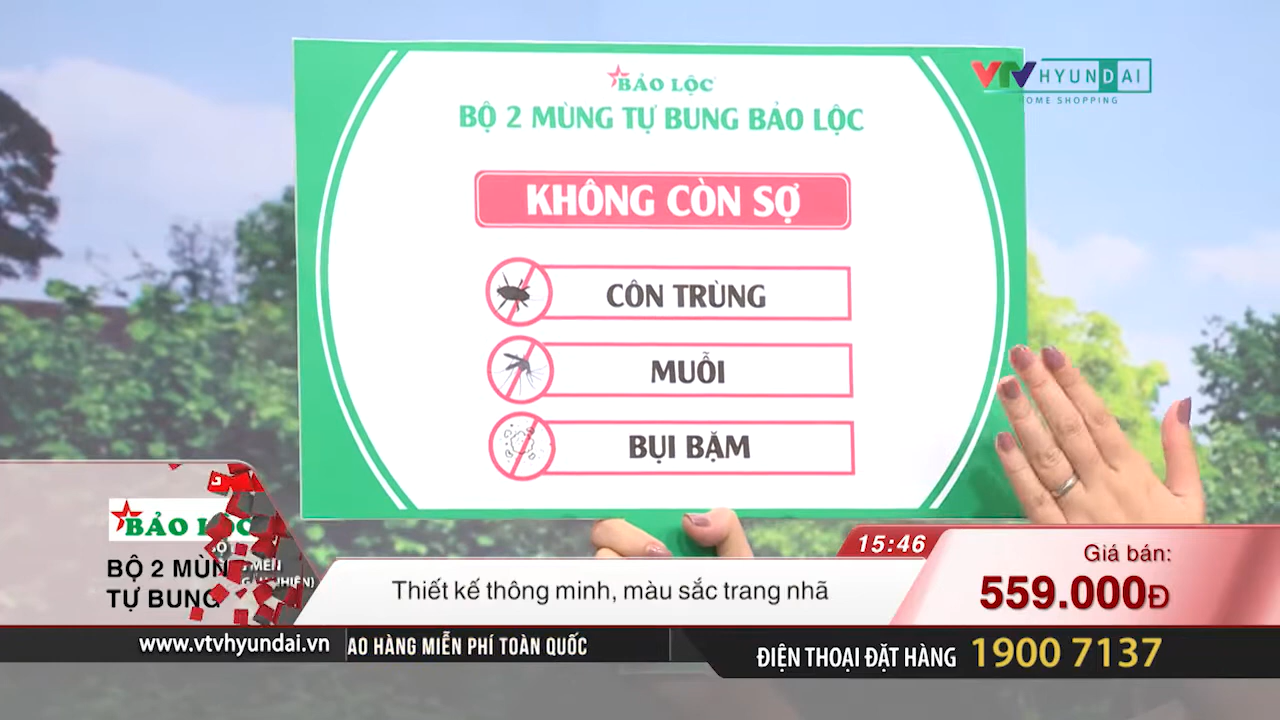 BẢO LỘC
BỘ 2 MÙNG TỰ BUNG BẢO LỘC
KHÔNG CÒN SỢ
CÔN TRÙNG
MUỖI
BỤI BẶM
VTV HYUNDAI
HOME SHOPPING
BẢO LỘC
BỘ 2 MÙN
TỰ BUNG
15:46
Thiết kế thông minh, màu sắc trang nhã
Giá bán:
559.000Đ
www.vtvhyundai.vn
AO HÀNG MIỄN PHÍ TOÀN QUỐC
ĐIỆN THOẠI ĐẶT HÀNG 1900 7137